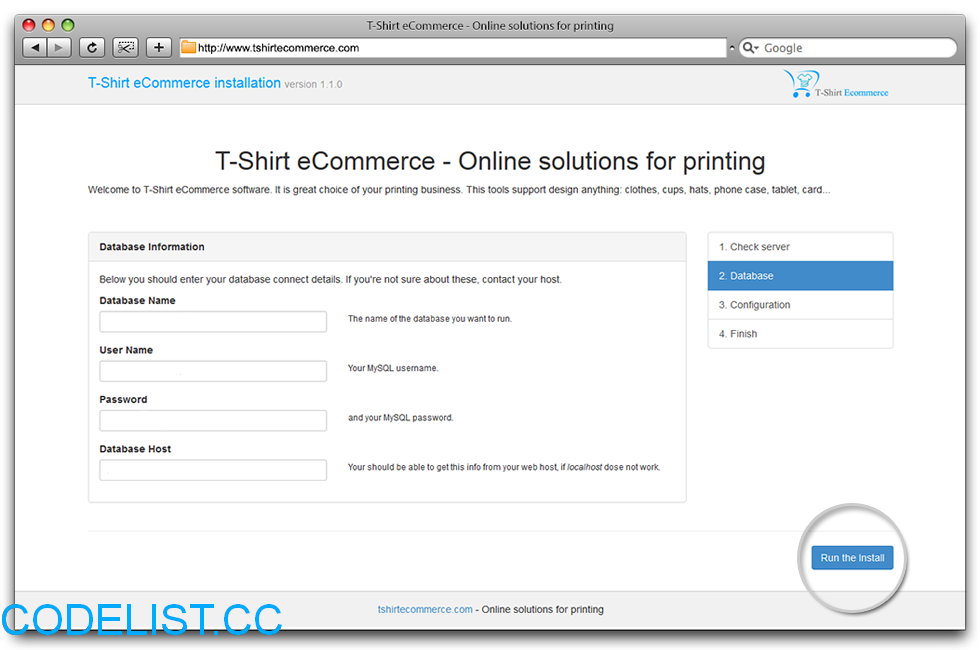 T-Shirt eCommerce - Online solutions for printing
http://www.tshirtecommerce.com
Google
T-Shirt eCommerce installation version 1.1.0
T-Shirt Ecommerce
T-Shirt eCommerce - Online solutions for printing
Welcome to T-Shirt eCommerce software. It is great choice of your printing business. This tools support design anything: clothes, cups, hats, phone case, tablet, card...
Database Information
Below you should enter your database connect details. If you're not sure about these, contact your host.
Database Name
The name of the database you want to run.
User Name
Your MySQL username.
Password
and your MySQL password.
Database Host
Your should be able to get this info from your web host, if localhost dose not work.
1. Check server
2. Database
3. Configuration
4. Finish
Run the Install
tshirtecommerce.com - Online solutions for printing
CODELIST.CC